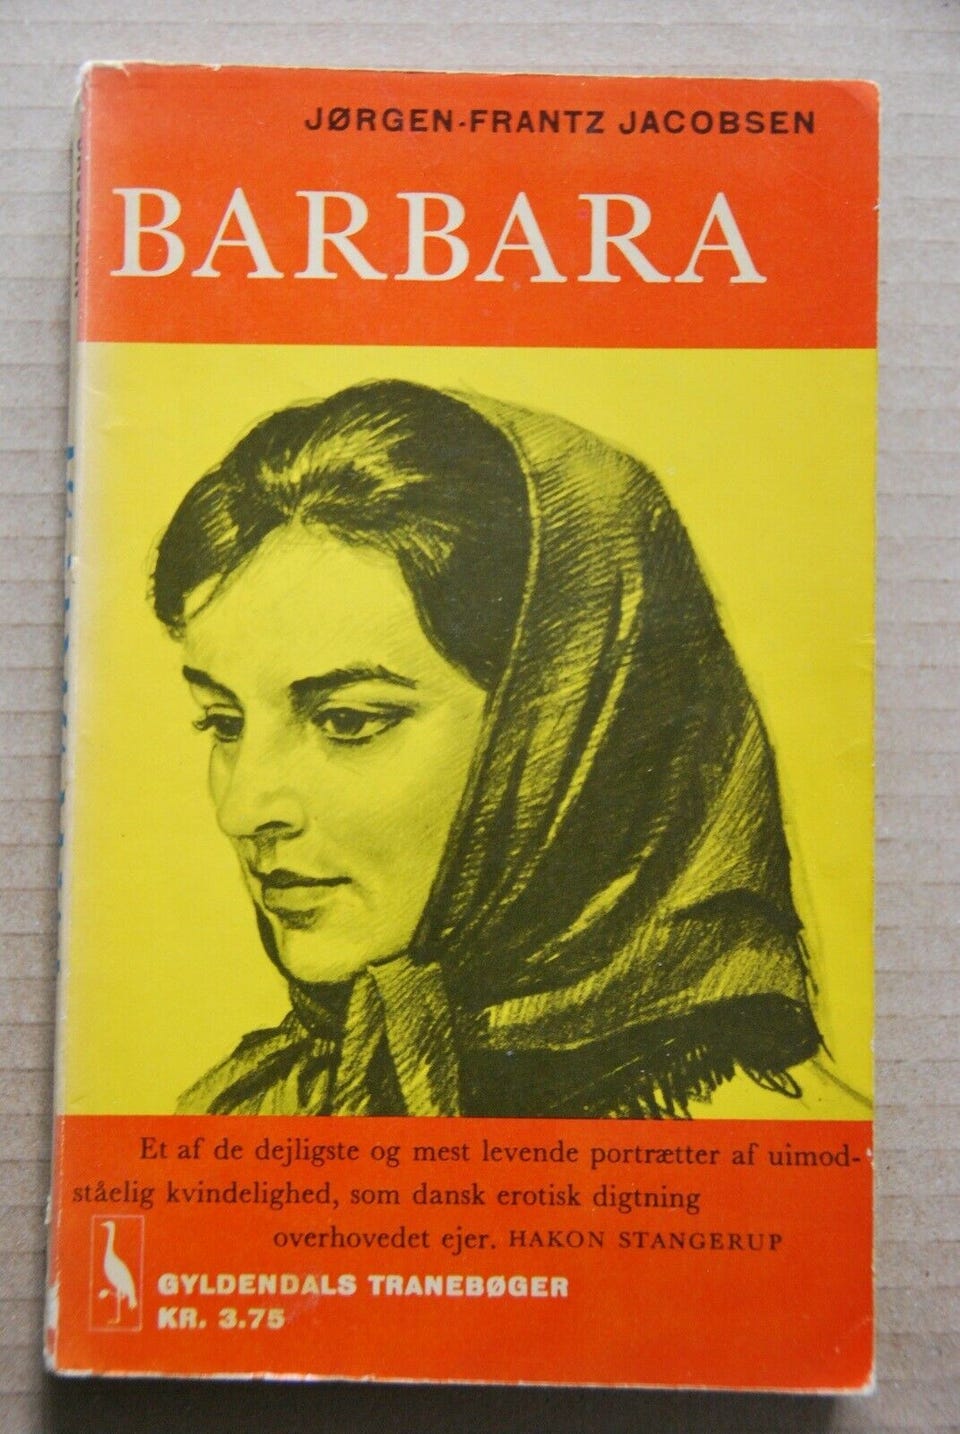 JØRGEN-FRANTZ JACOBSEN
BARBARA
Et af de dejligste og mest levende portrætter af uimod-
ståelig kvindelighed, som dansk erotisk digtning
overhovedet ejer. HAKON STANGERUP
GYLDENDALS TRANEBØGER
KR. 3.75